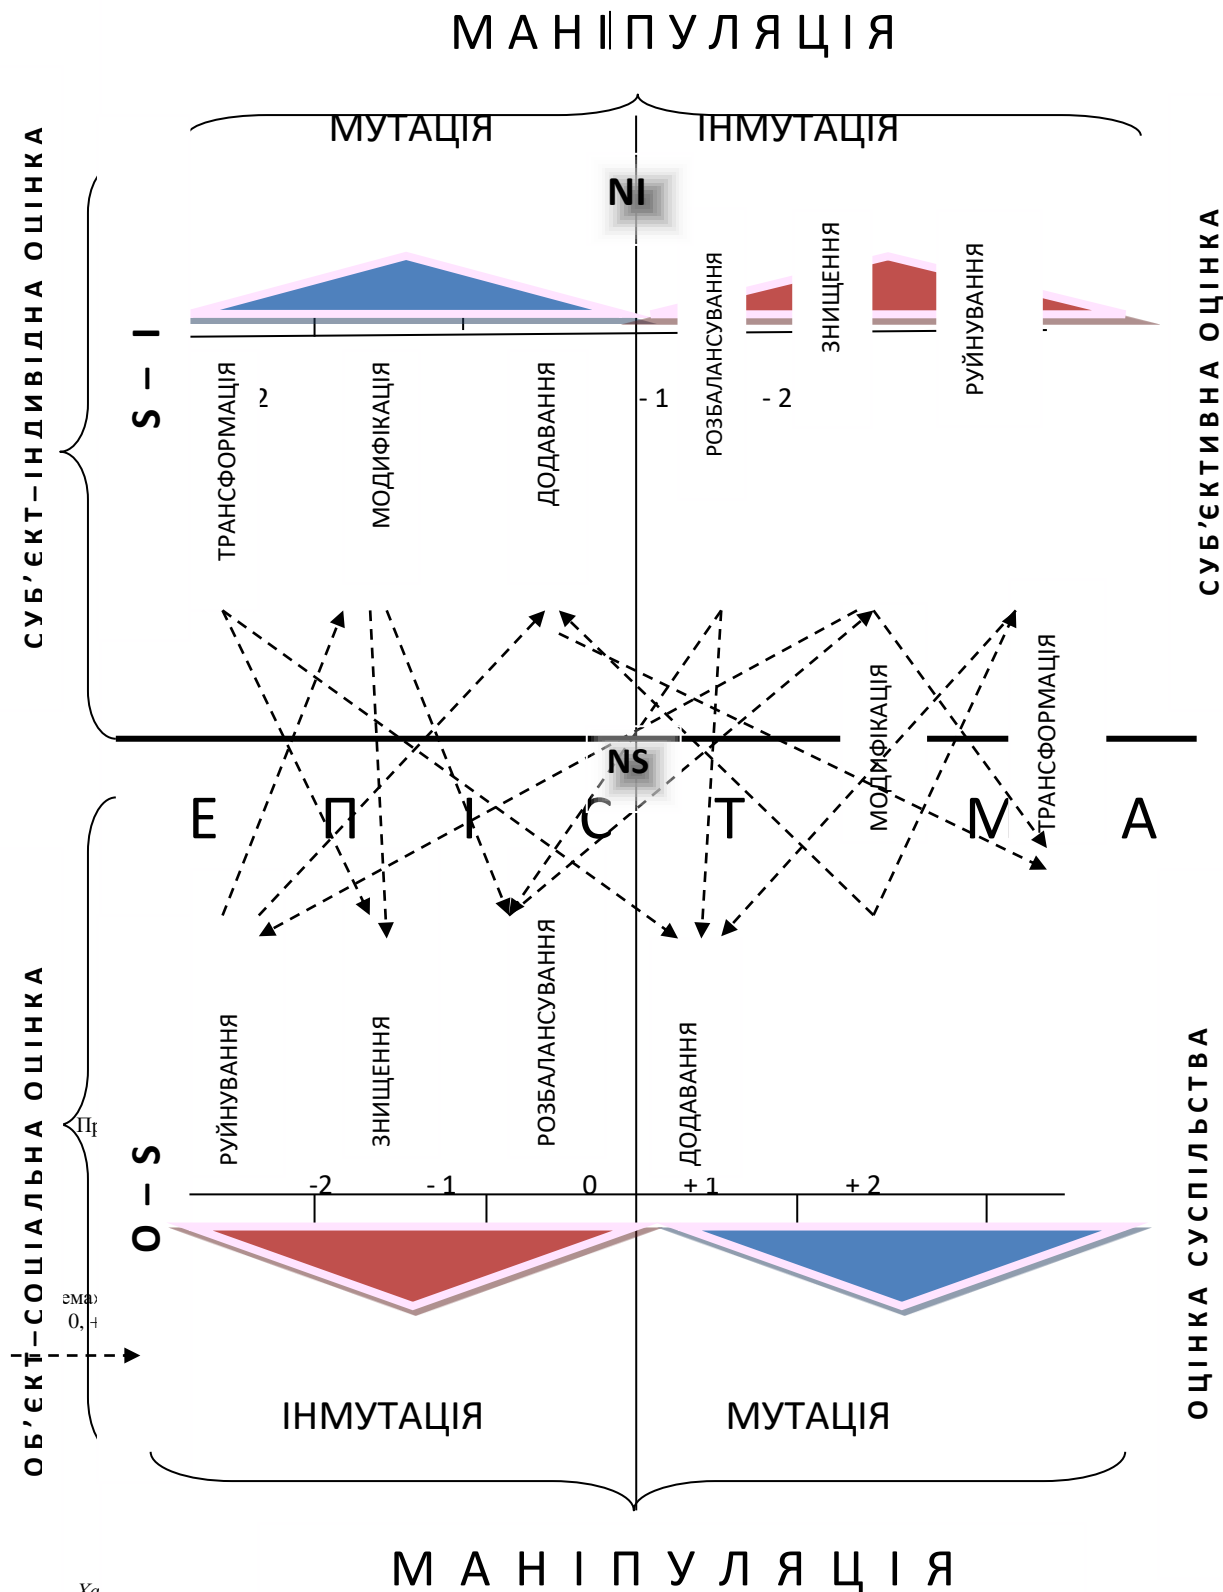 МАНІПУЛЯЦІЯ
МУТАЦІЯ
ІНМУТАЦІЯ
NI
СУБ’ЄКТ–ІНДИВІДНА ОЦІНКА
СУБ’ЄКТИВНА ОЦІНКА
S – I
ТРАНСФОРМАЦІЯ
2
МОДИФІКАЦІЯ
ДОДАВАННЯ
- 1
РОЗБАЛАНСУВАННЯ
- 2
ЗНИЩЕННЯ
РУЙНУВАННЯ
NS
МОДИФІКАЦІЯ
ТРАНСФОРМАЦІЯ
Е П І С Т М А
ОБ’ЄКТ–СОЦІАЛЬНА ОЦІНКА
ОЦІНКА СУСПІЛЬСТВА
O – S
РУЙНУВАННЯ
ЗНИЩЕННЯ
РОЗБАЛАНСУВАННЯ
ДОДАВАННЯ
-2 - 1 0 + 1 + 2
0, +
ІНМУТАЦІЯ
МУТАЦІЯ
МАНІПУЛЯЦІЯ